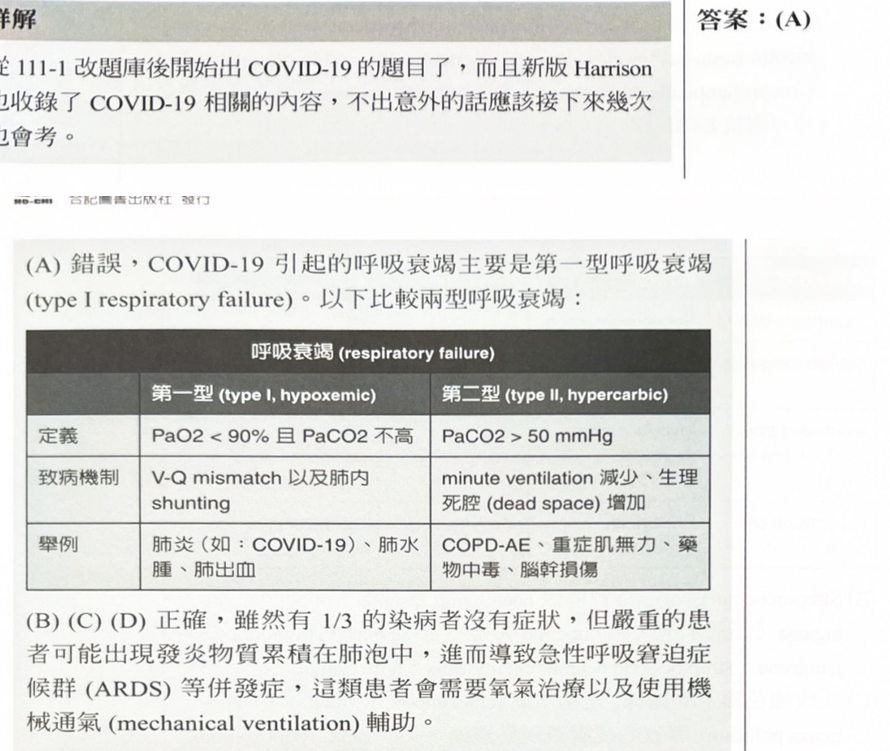 詳解
答案：(A)
從 111-1 改題庫後開始出 COVID-19 的題目了，而且新版 Harrison
也收錄了 COVID-19 相關的內容，不出意外的話應該接下來幾次
也會考。
合記圖書出版社 發行
(A) 錯誤，COVID-19 引起的呼吸衰竭主要是第一型呼吸衰竭
(type I respiratory failure)。以下比較兩型呼吸衰竭：
呼吸衰竭 (respiratory failure)
第一型 (type I, hypoxemic) 第二型 (type II, hypercarbic)
定義 PaO2 < 90% 且 PaCO2 不高 PaCO2 > 50 mmHg
致病機制 V-Q mismatch 以及肺內 minute ventilation 減少、生理
shunting 死腔 (dead space) 增加
舉例 肺炎（如：COVID-19）、肺水 COPD-AE、重症肌無力、藥
腫、肺出血 物中毒、腦幹損傷
(B) (C) (D) 正確，雖然有 1/3 的染病者沒有症狀，但嚴重的患
者可能出現發炎物質累積在肺泡中，進而導致急性呼吸窘迫症
候群 (ARDS) 等併發症，這類患者會需要氧氣治療以及使用機
械通氣 (mechanical ventilation) 輔助。